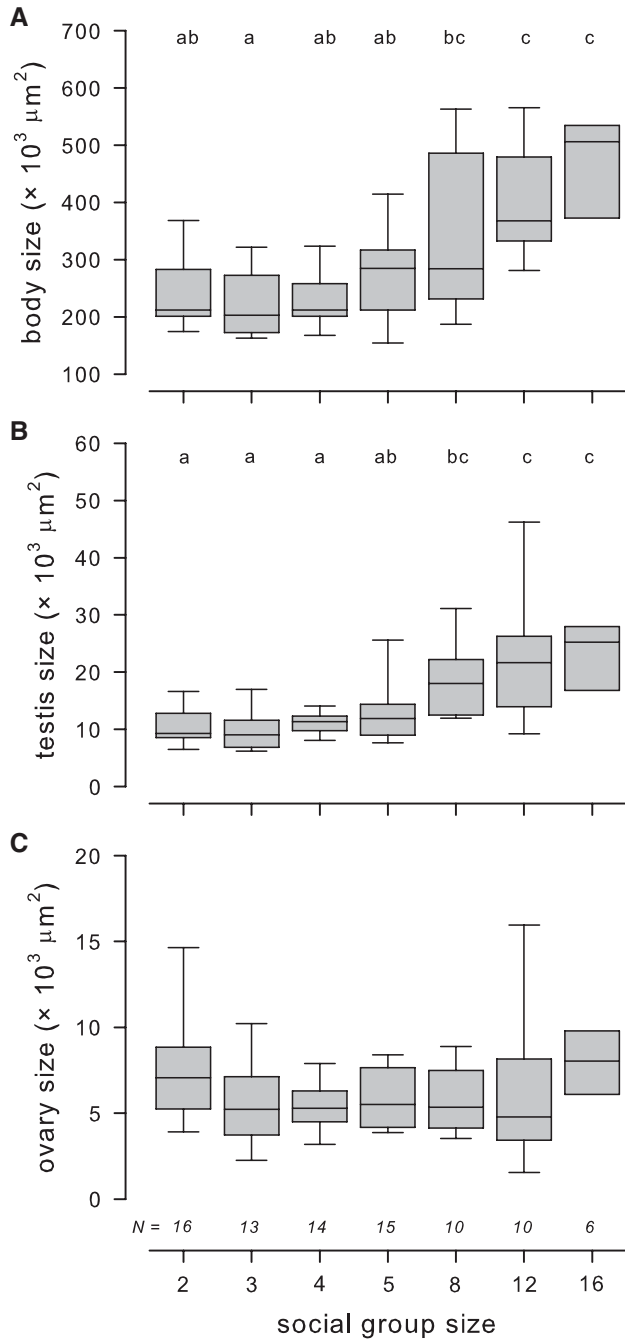 A
body size (× 10³ µm²)
700
600
500
400
300
200
100
ab a ab ab bc c c
B
testis size (× 10³ µm²)
60
50
40
30
20
10
0
a a a ab bc c c
C
ovary size (× 10³ µm²)
20
15
10
5
0
N = 16 13 14 15 10 10 6
2 3 4 5 8 12 16
social group size